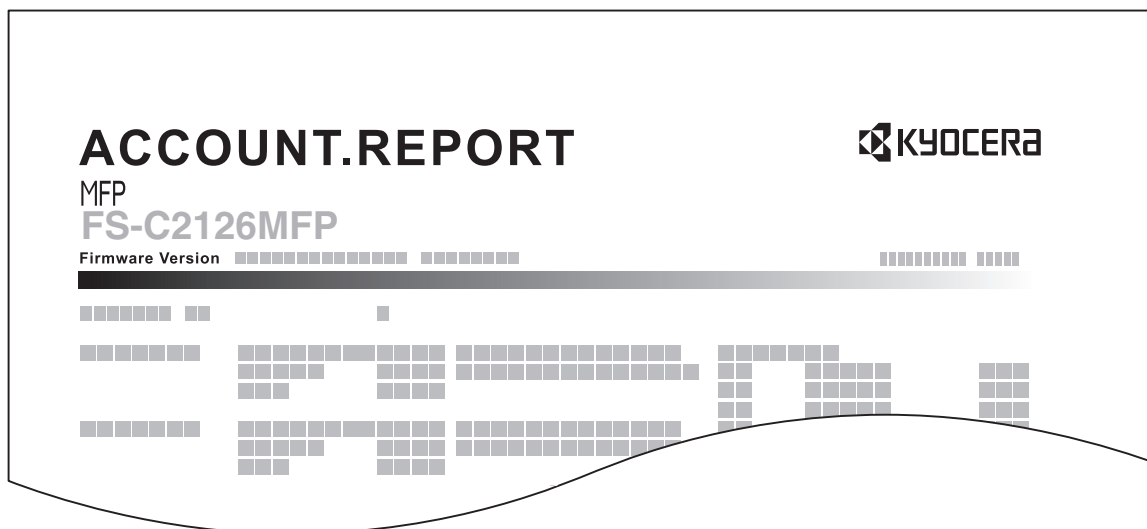 ACCOUNT.REPORT
KYOCERA
MFP
FS-C2126MFP
Firmware Version